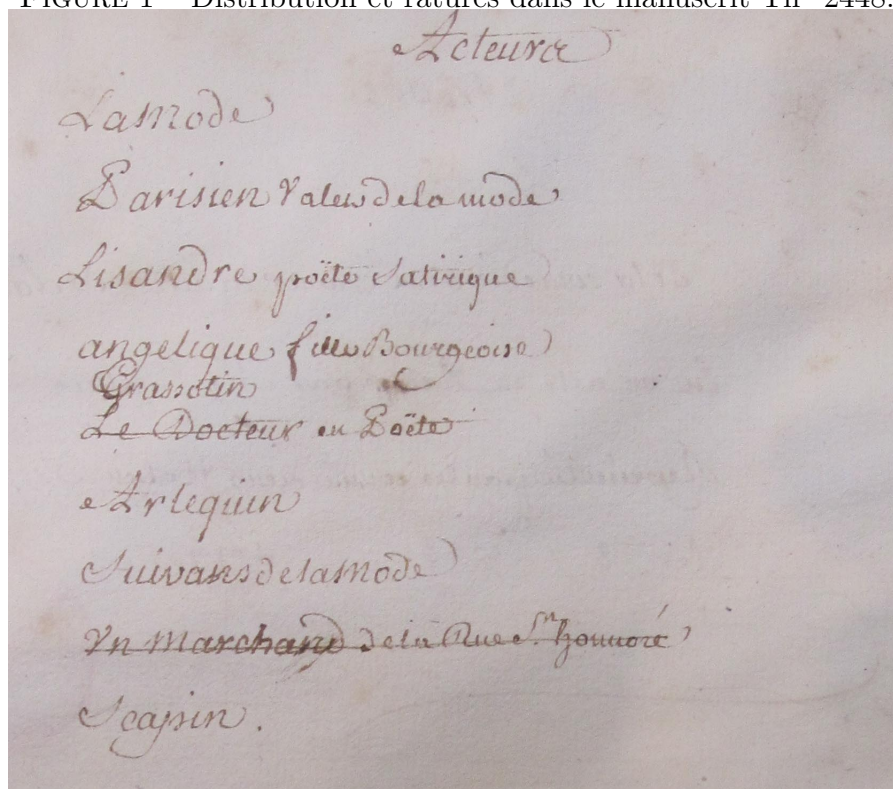 FIGURE 1 – Distribution et ratures dans le manuscrit Th 2448.
Acteurs
La mode
Parisien Valet de la mode
Lisandre poëte Satirique
angelique fille Bourgeoise
Grassotin
Le Docteur en Poëte
Arlequin
Suivans de la mode
Vn Marchand de la Rue St. honnoré
Scapin.